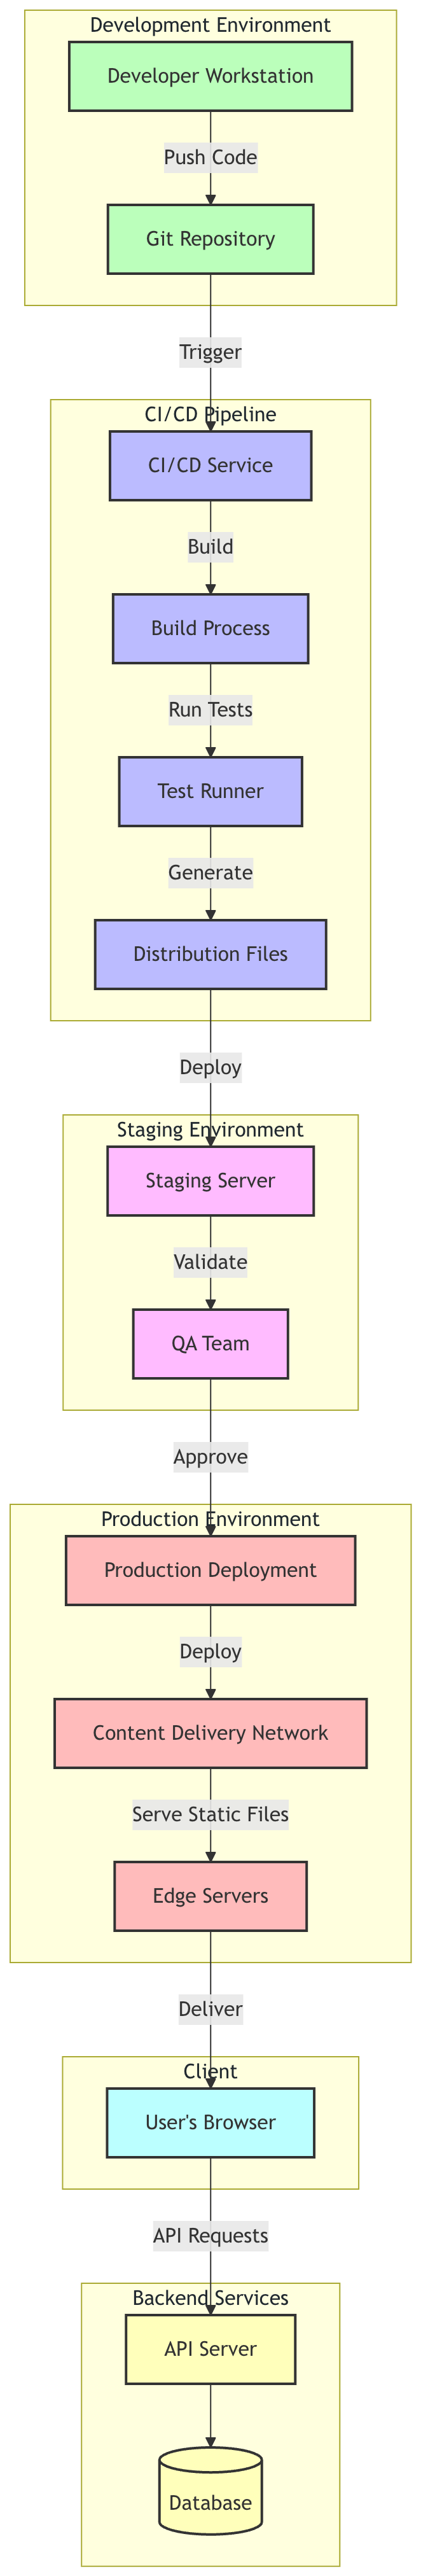 Development Environment
Developer Workstation
Push Code
Git Repository
Trigger
CI/CD Pipeline
CI/CD Service
Build
Build Process
Run Tests
Test Runner
Generate
Distribution Files
Deploy
Staging Environment
Staging Server
Validate
QA Team
Approve
Production Environment
Production Deployment
Deploy
Content Delivery Network
Serve Static Files
Edge Servers
Deliver
Client
User's Browser
API Requests
Backend Services
API Server
Database